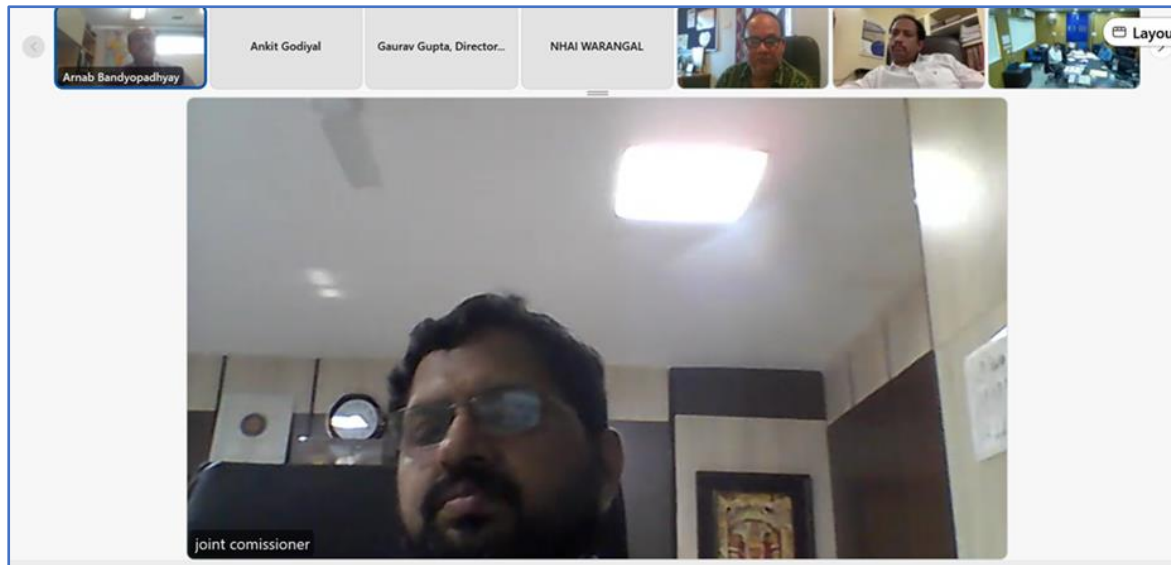 Arnab Bandyopadhyay
Ankit Godiyal
Gaurav Gupta, Director...
NHAI WARANGAL
Layou
joint comissioner